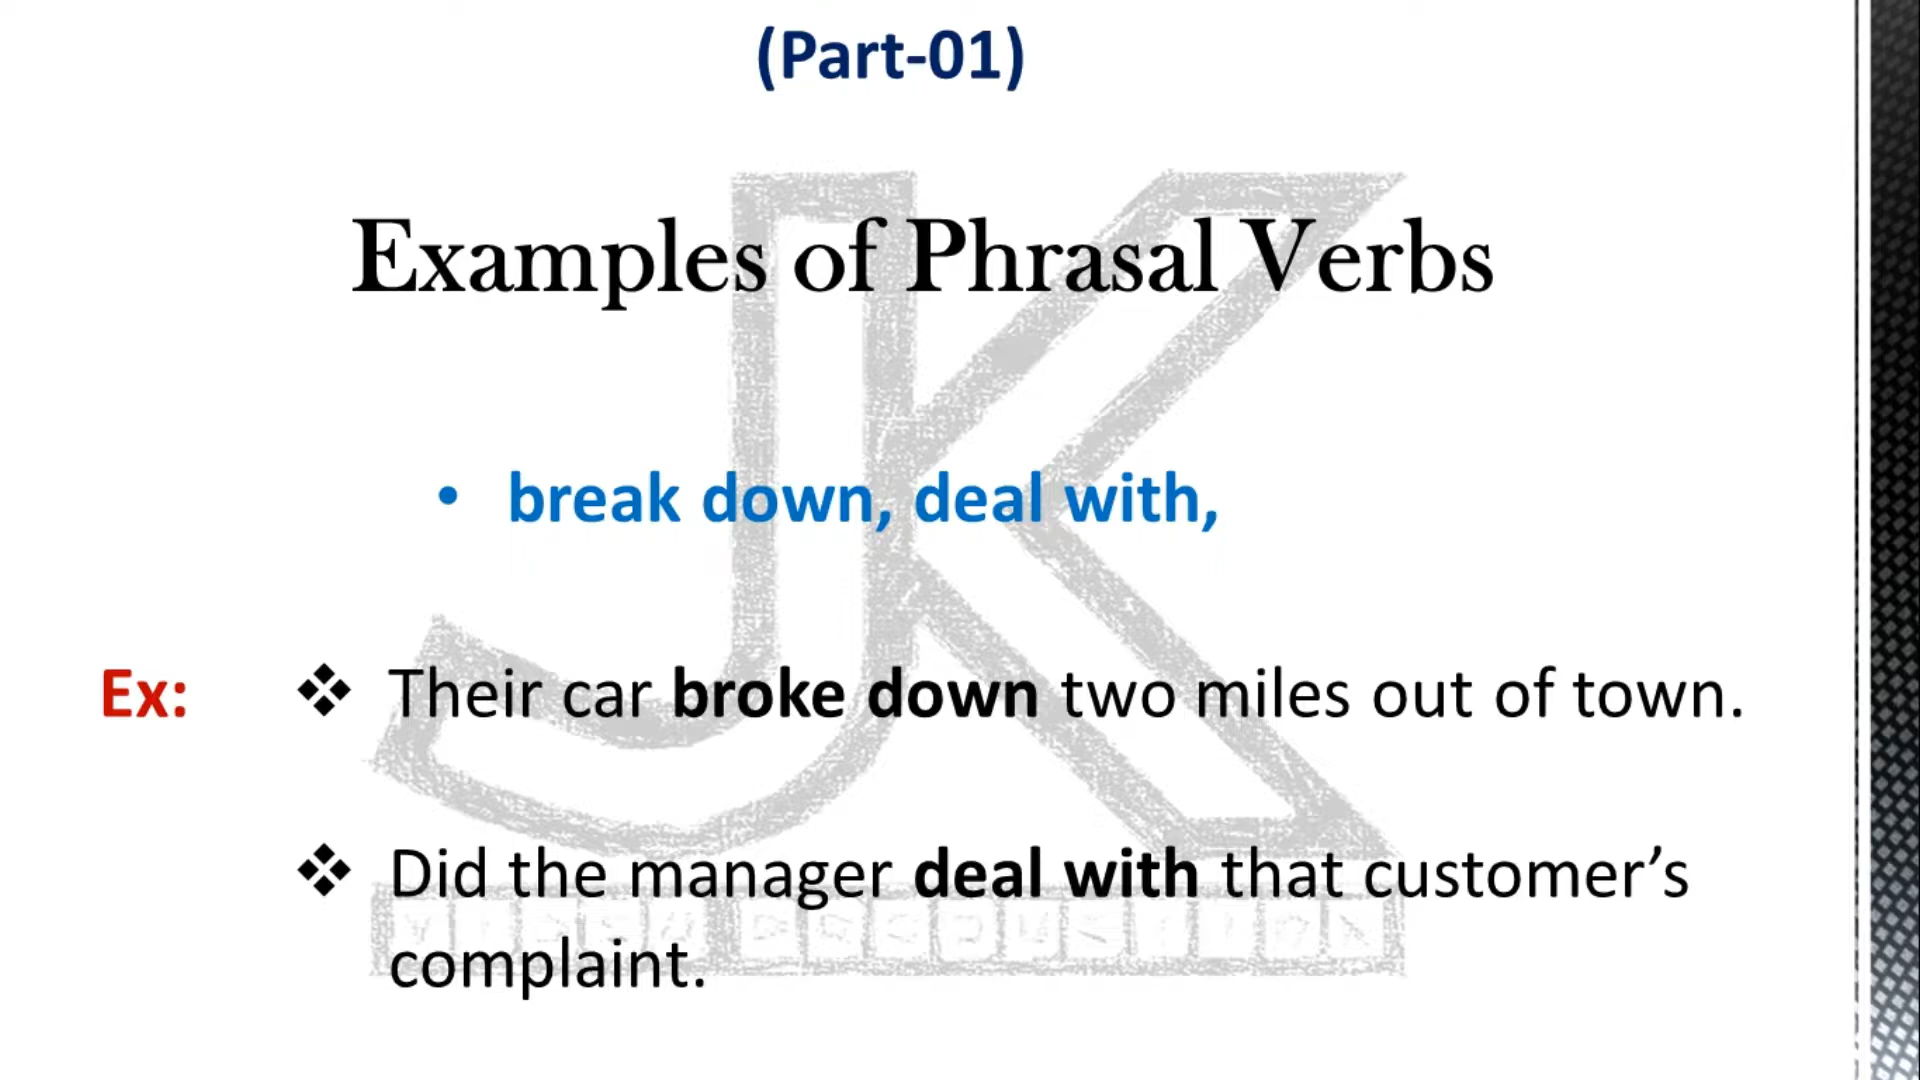 (Part-01)
Examples of Phrasal Verbs
• break down, deal with,
Ex: ❖ Their car broke down two miles out of town.
❖ Did the manager deal with that customer’s
complaint.
JK